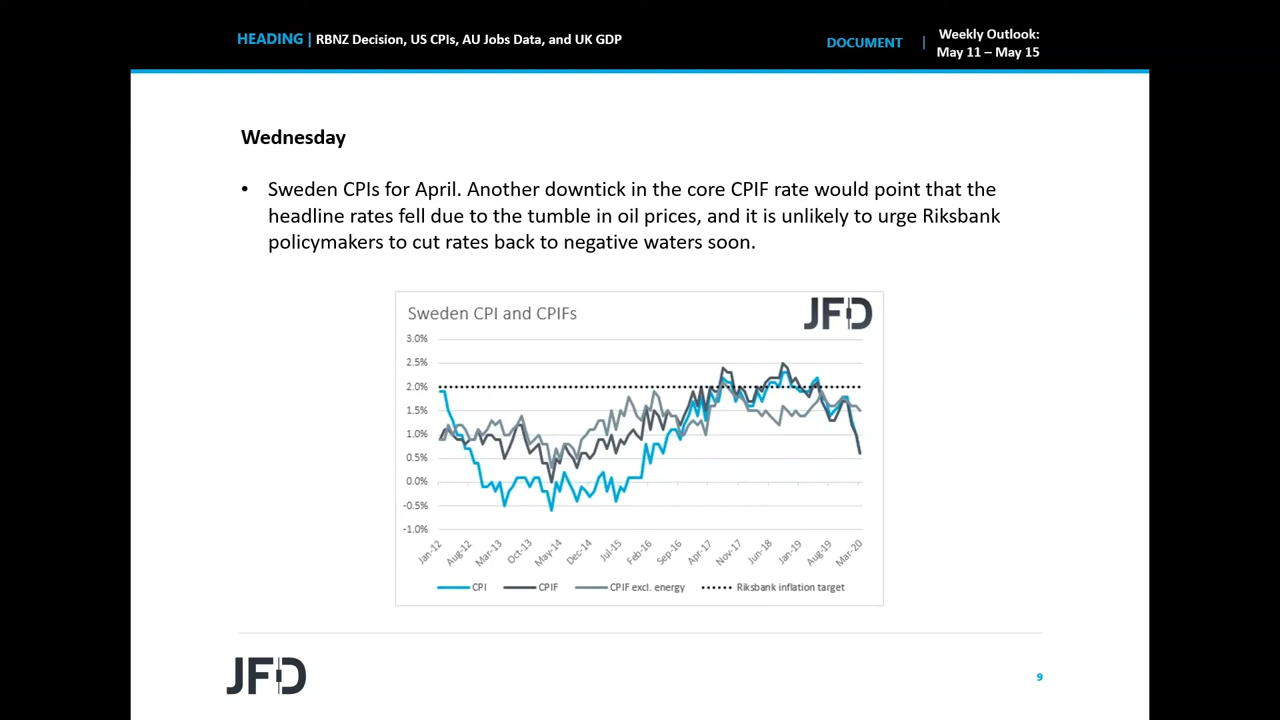 HEADING | RBNZ Decision, US CPIs, AU Jobs Data, and UK GDP
DOCUMENT | Weekly Outlook:
May 11 – May 15
Wednesday
• Sweden CPIs for April. Another downtick in the core CPIF rate would point that the
headline rates fell due to the tumble in oil prices, and it is unlikely to urge Riksbank
policymakers to cut rates back to negative waters soon.
Sweden CPI and CPIFs
JFD
3.0%
2.5%
2.0%
1.5%
1.0%
0.5%
0.0%
-0.5%
-1.0%
Jan-12 Aug-12 Mar-13 Oct-13 May-14 Dec-14 Jul-15 Feb-16 Sep-16 Apr-17 Nov-17 Jun-18 Jan-19 Aug-19 Mar-20
CPI CPIF CPIF excl. energy Riksbank inflation target
JFD
9